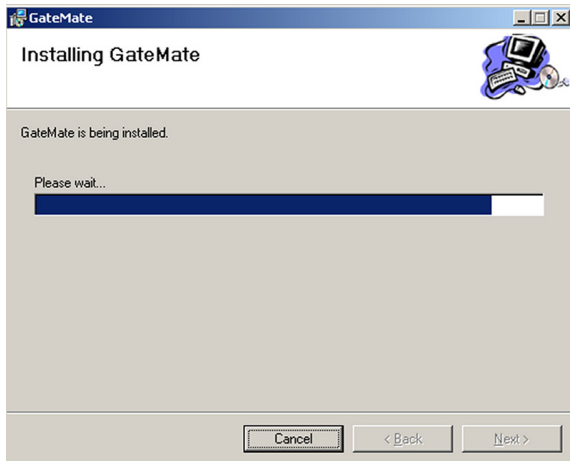 GateMate
Installing GateMate
GateMate is being installed.
Please wait...
Cancel
< Back
Next >